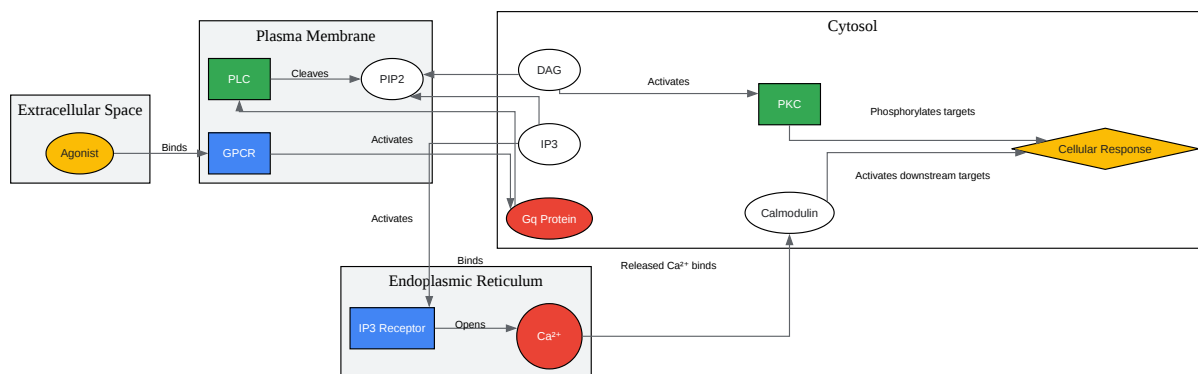 Extracellular Space
Agonist
Binds
Plasma Membrane
PLC
Cleaves
PIP2
GPCR
Activates
Activates
Cytosol
DAG
Activates
PKC
Phosphorylates targets
IP3
Cellular Response
Activates downstream targets
Gq Protein
Calmodulin
Binds
Released Ca²⁺ binds
Endoplasmic Reticulum
IP3 Receptor
Opens
Ca²⁺